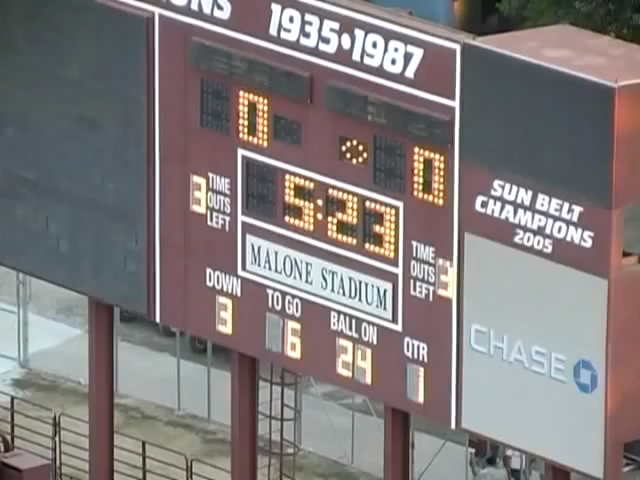 1935•1987
0 0
5:23
3 TIME OUTS LEFT
TIME OUTS LEFT 3
MALONE STADIUM
DOWN TO GO BALL ON QTR
3 6 24 1
SUN BELT
CHAMPIONS
2005
CHASE